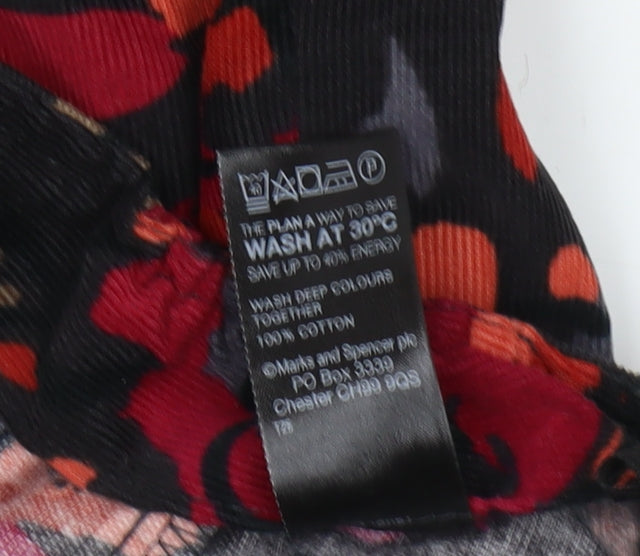 40 P
THE PLAN A WAY TO SAVE
WASH AT 30°C
SAVE UP TO 40% ENERGY
WASH DEEP COLOURS
TOGETHER
100% COTTON
©Marks and Spencer plc
PO Box 3339
Chester CH99 9QS